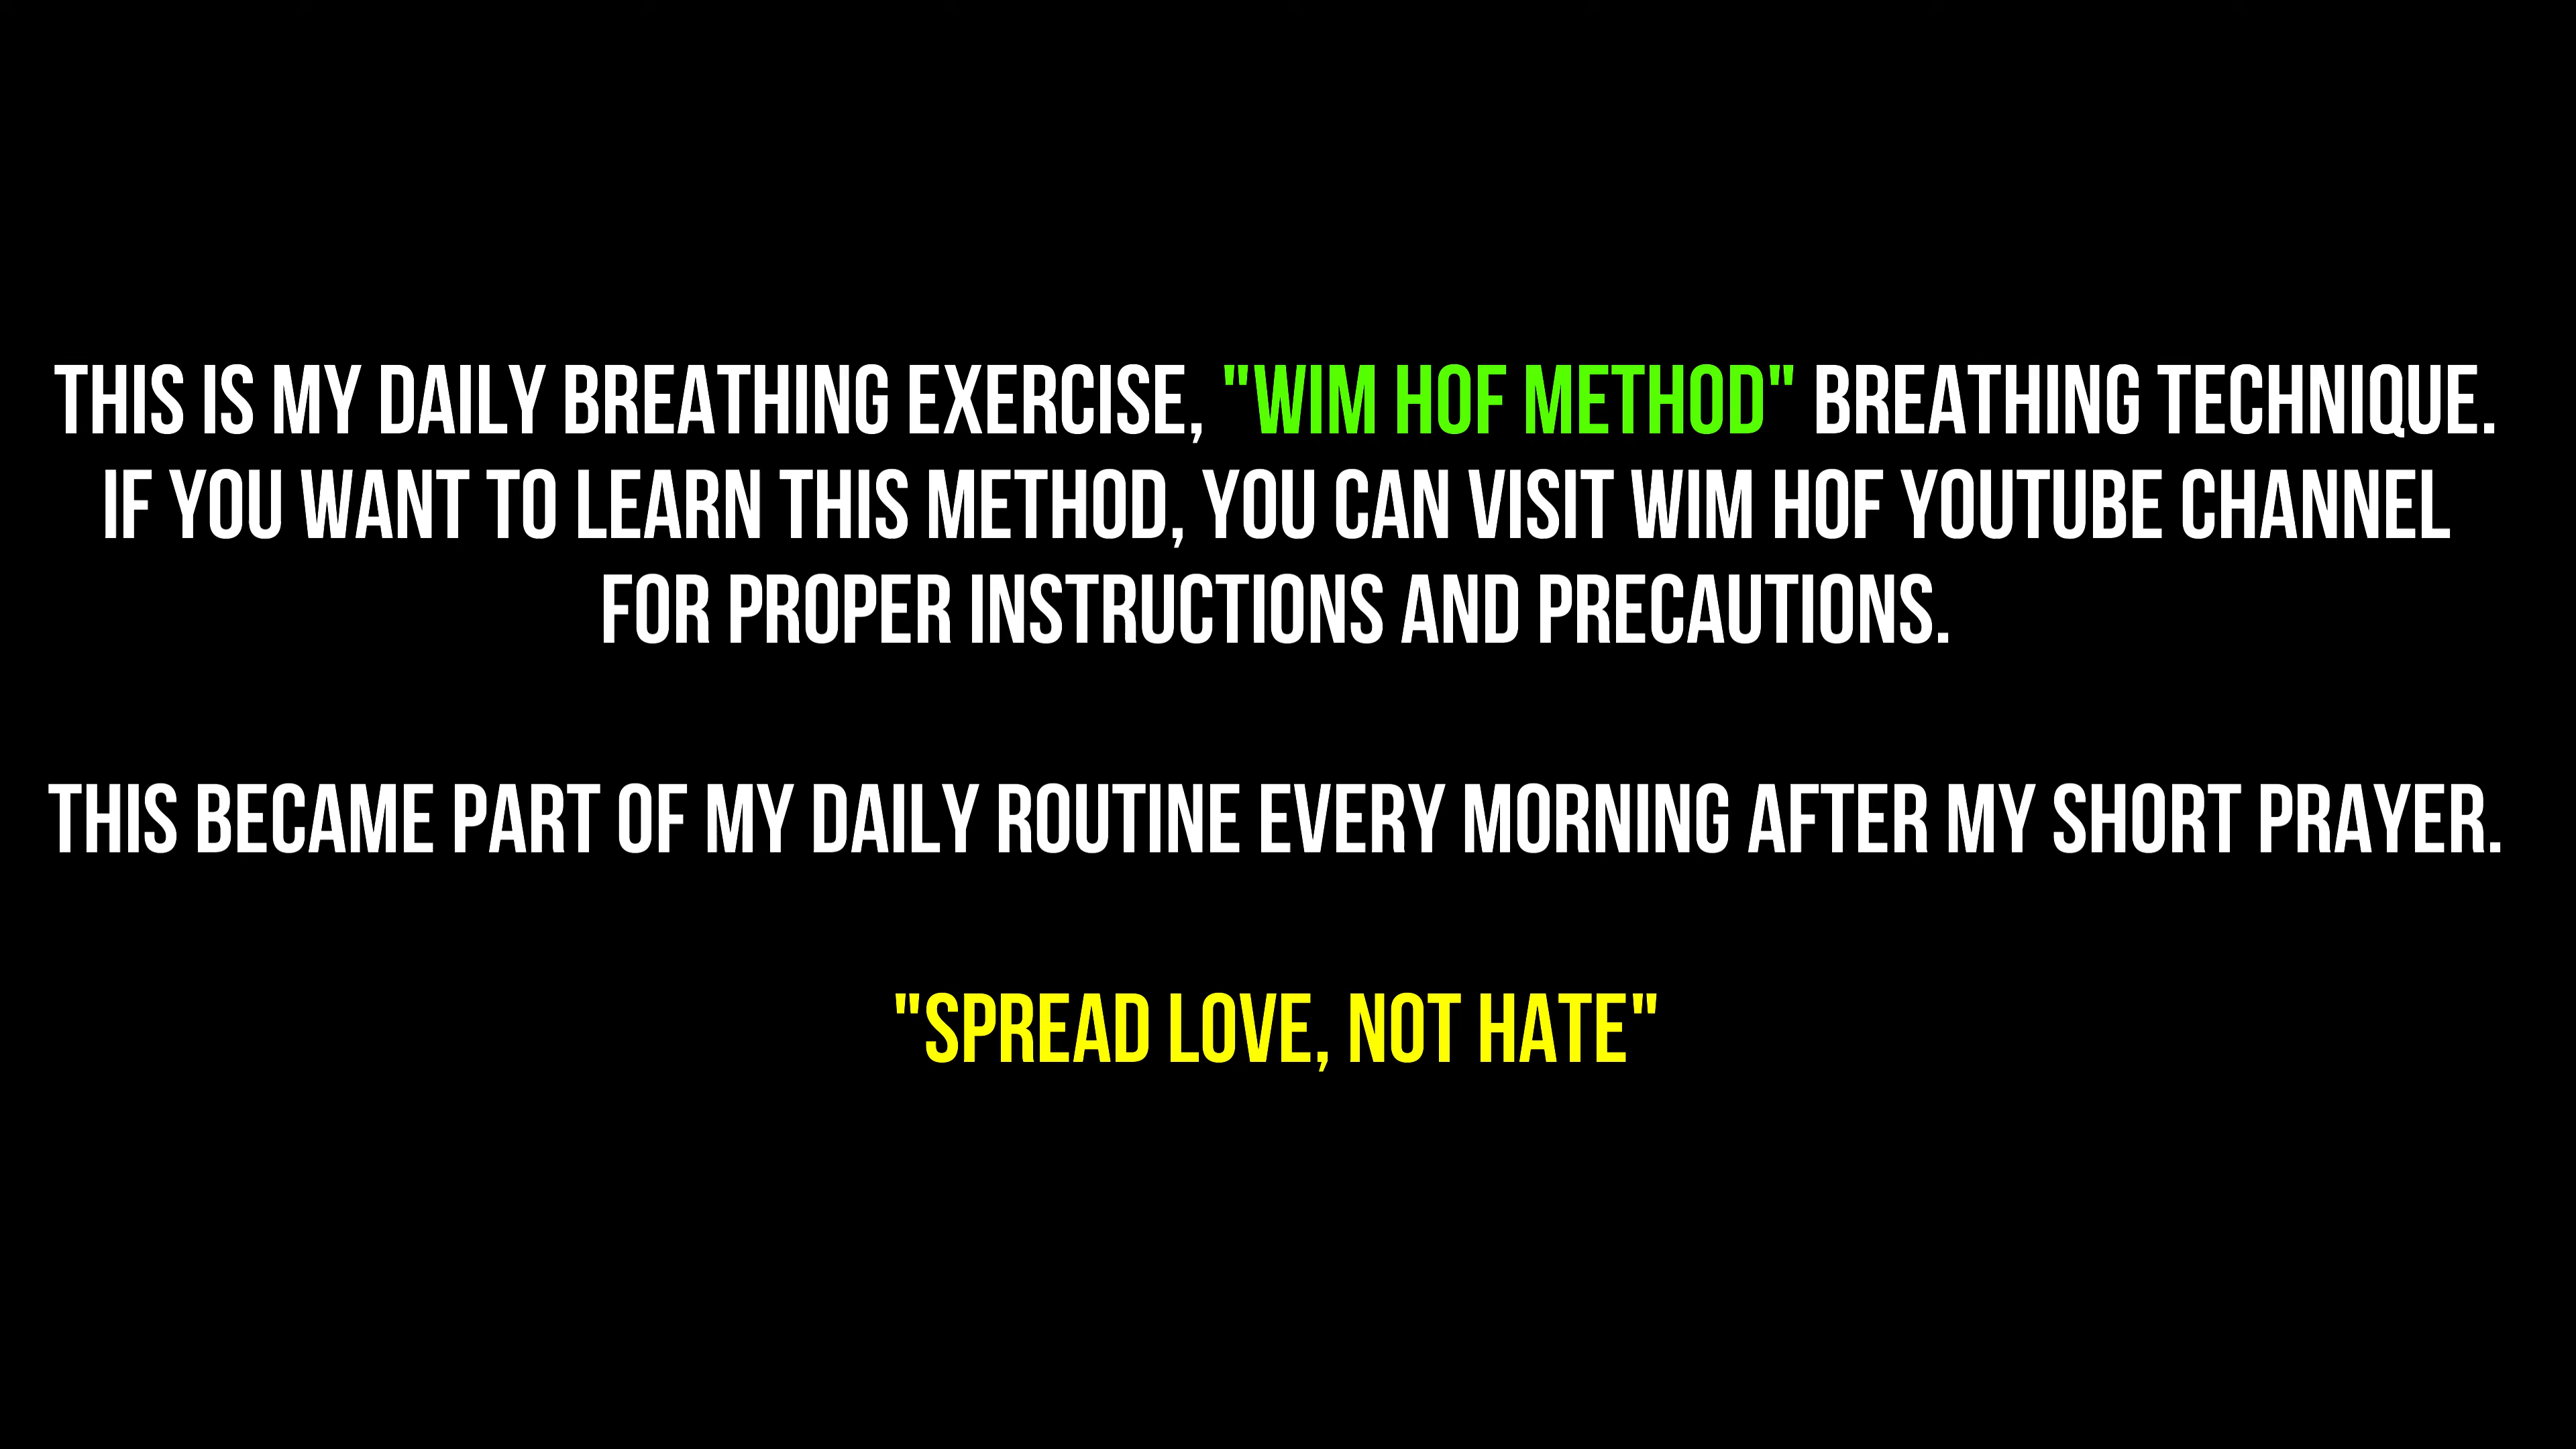 THIS IS MY DAILY BREATHING EXERCISE, "WIM HOF METHOD" BREATHING TECHNIQUE.
IF YOU WANT TO LEARN THIS METHOD, YOU CAN VISIT WIM HOF YOUTUBE CHANNEL
FOR PROPER INSTRUCTIONS AND PRECAUTIONS.
THIS BECAME PART OF MY DAILY ROUTINE EVERY MORNING AFTER MY SHORT PRAYER.
"SPREAD LOVE, NOT HATE"